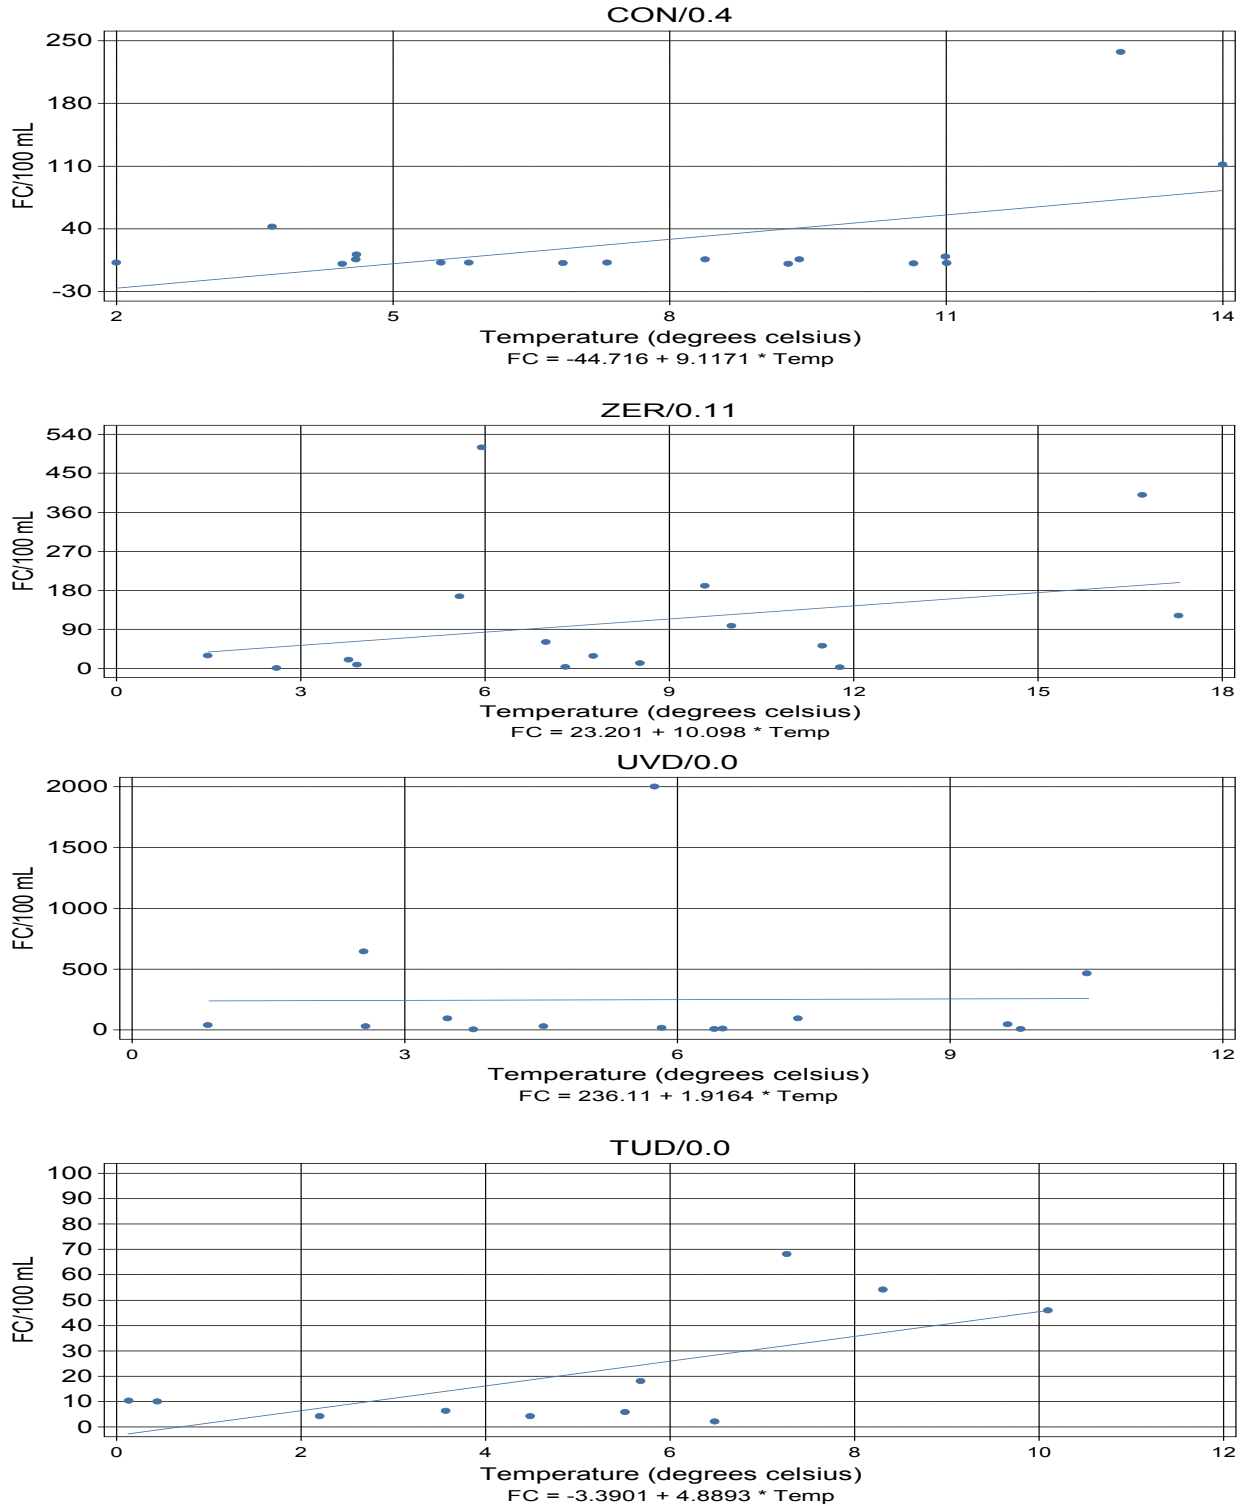 CON/0.4
250
180
110
40
-30
FC/100 mL
2 5 8 11 14
Temperature (degrees celsius)
FC = -44.716 + 9.1171 * Temp
ZER/0.11
540
450
360
270
180
90
0
FC/100 mL
0 3 6 9 12 15 18
Temperature (degrees celsius)
FC = 23.201 + 10.098 * Temp
UVD/0.0
2000
1500
1000
500
0
FC/100 mL
0 3 6 9 12
Temperature (degrees celsius)
FC = 236.11 + 1.9164 * Temp
TUD/0.0
100
90
80
70
60
50
40
30
20
10
0
FC/100 mL
0 2 4 6 8 10 12
Temperature (degrees celsius)
FC = -3.3901 + 4.8893 * Temp